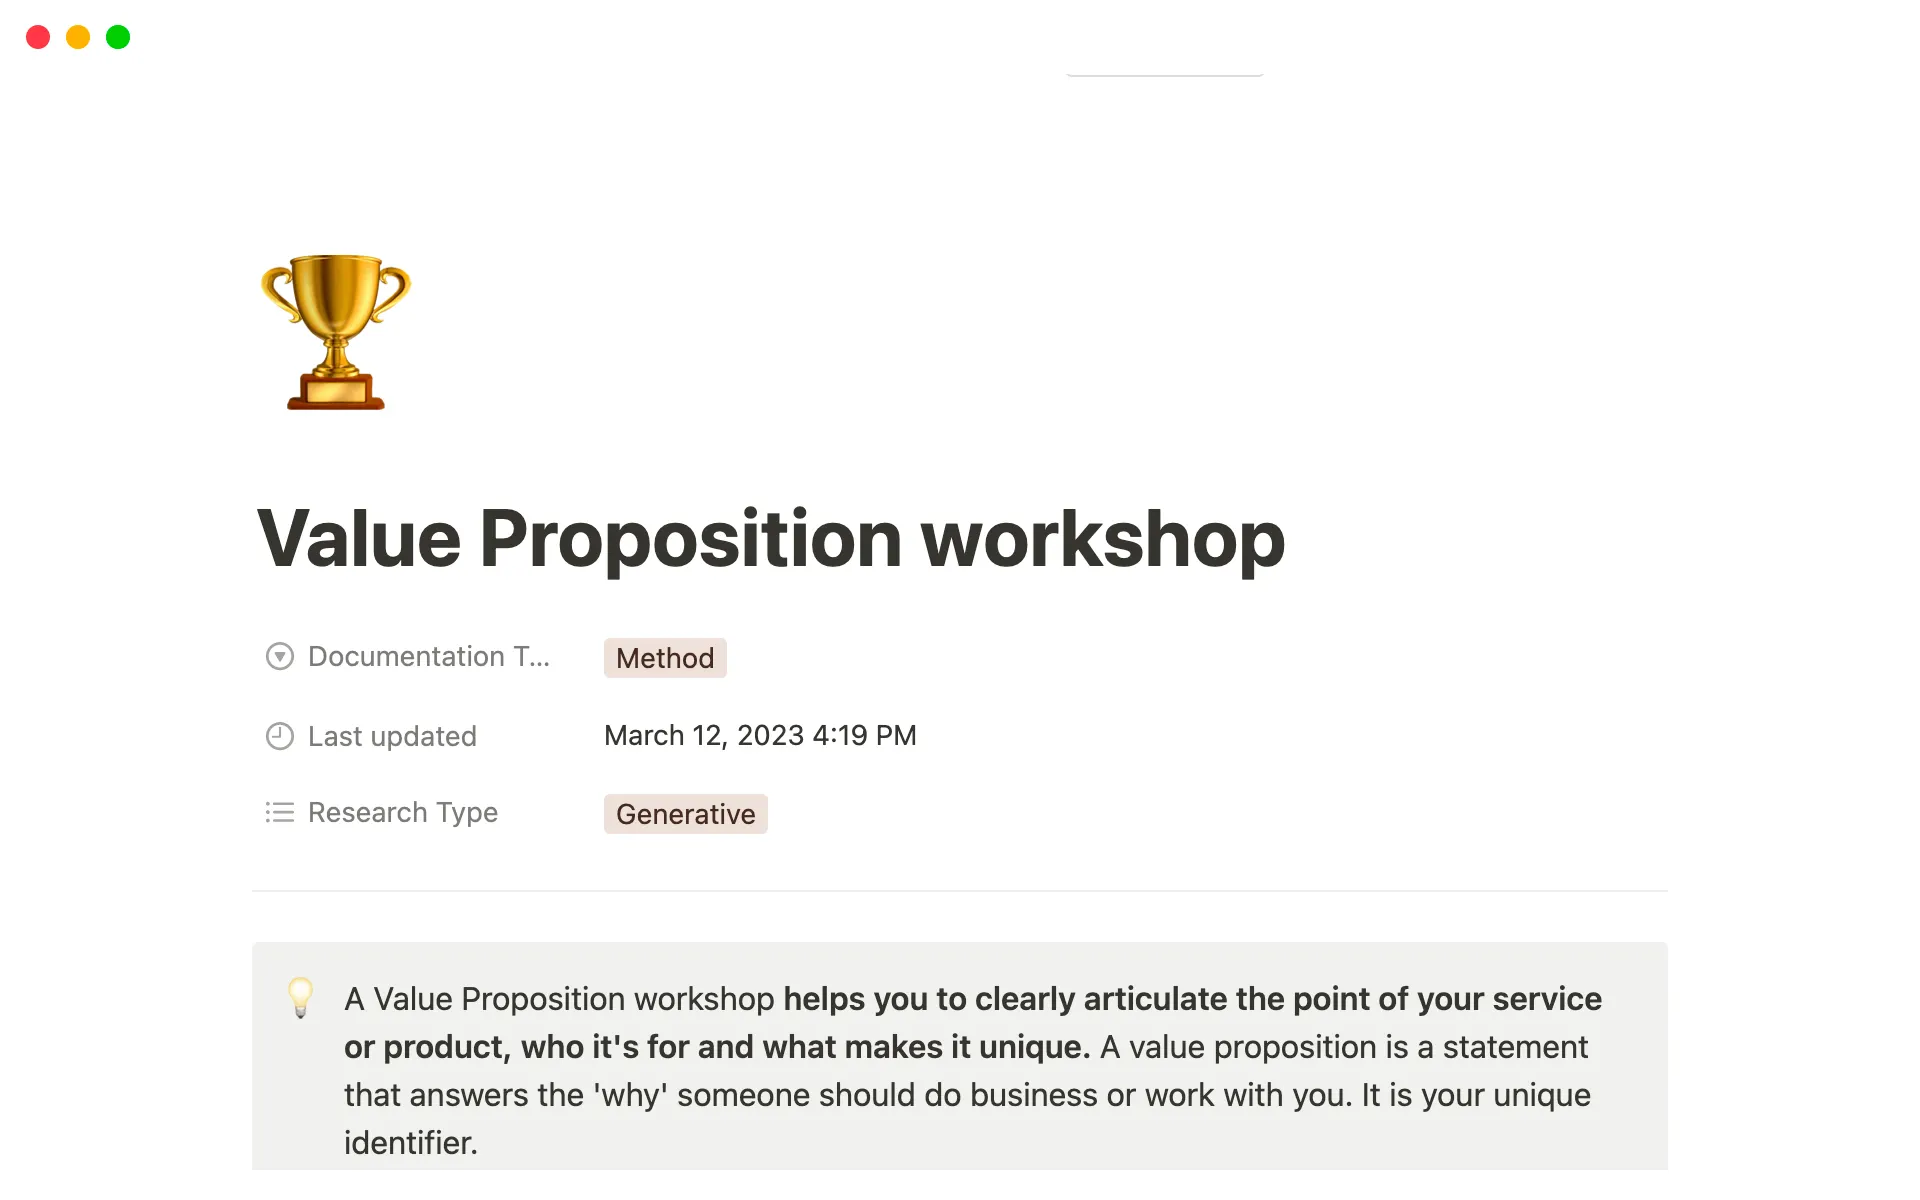 Value Proposition workshop
Documentation T...
Method
Last updated
March 12, 2023 4:19 PM
Research Type
Generative
A Value Proposition workshop helps you to clearly articulate the point of your service
or product, who it's for and what makes it unique. A value proposition is a statement
that answers the 'why' someone should do business or work with you. It is your unique
identifier.